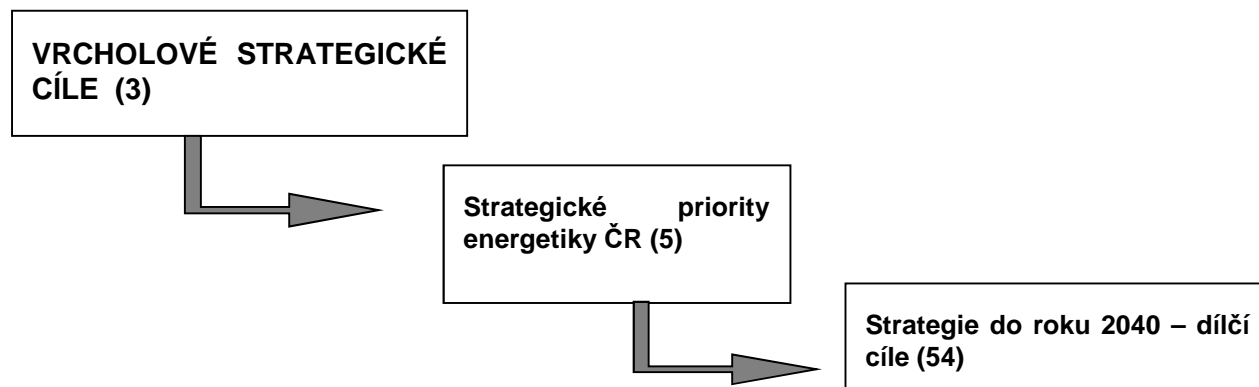 VRCHOLOVÉ STRATEGICKÉ
CÍLE (3)
Strategické priority
energetiky ČR (5)
Strategie do roku 2040 – dílčí
cíle (54)